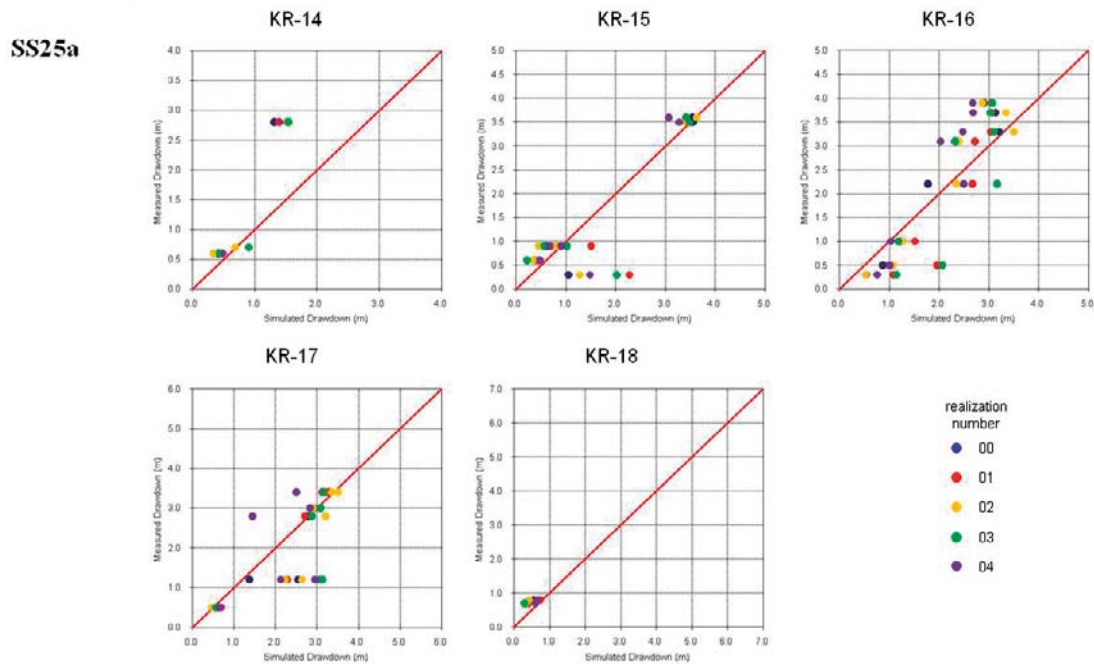 SS25a
KR-14
KR-15
KR-16
4.0
3.5
3.0
2.5
2.0
1.5
1.0
0.5
0.0
0.0 1.0 2.0 3.0 4.0
Measured Drawdown (m)
Simulated Drawdown (m)
5.0
4.5
4.0
3.5
3.0
2.5
2.0
1.5
1.0
0.5
0.0
0.0 1.0 2.0 3.0 4.0 5.0
Measured Drawdown (m)
Simulated Drawdown (m)
5.0
4.5
4.0
3.5
3.0
2.5
2.0
1.5
1.0
0.5
0.0
0.0 1.0 2.0 3.0 4.0 5.0
Measured Drawdown (m)
Simulated Drawdown (m)
KR-17
KR-18
6.0
5.0
4.0
3.0
2.0
1.0
0.0
0.0 1.0 2.0 3.0 4.0 5.0 6.0
Measured Drawdown (m)
Simulated Drawdown (m)
7.0
6.0
5.0
4.0
3.0
2.0
1.0
0.0
0.0 1.0 2.0 3.0 4.0 5.0 6.0 7.0
Measured Drawdown (m)
Simulated Drawdown (m)
realization
number
00
01
02
03
04